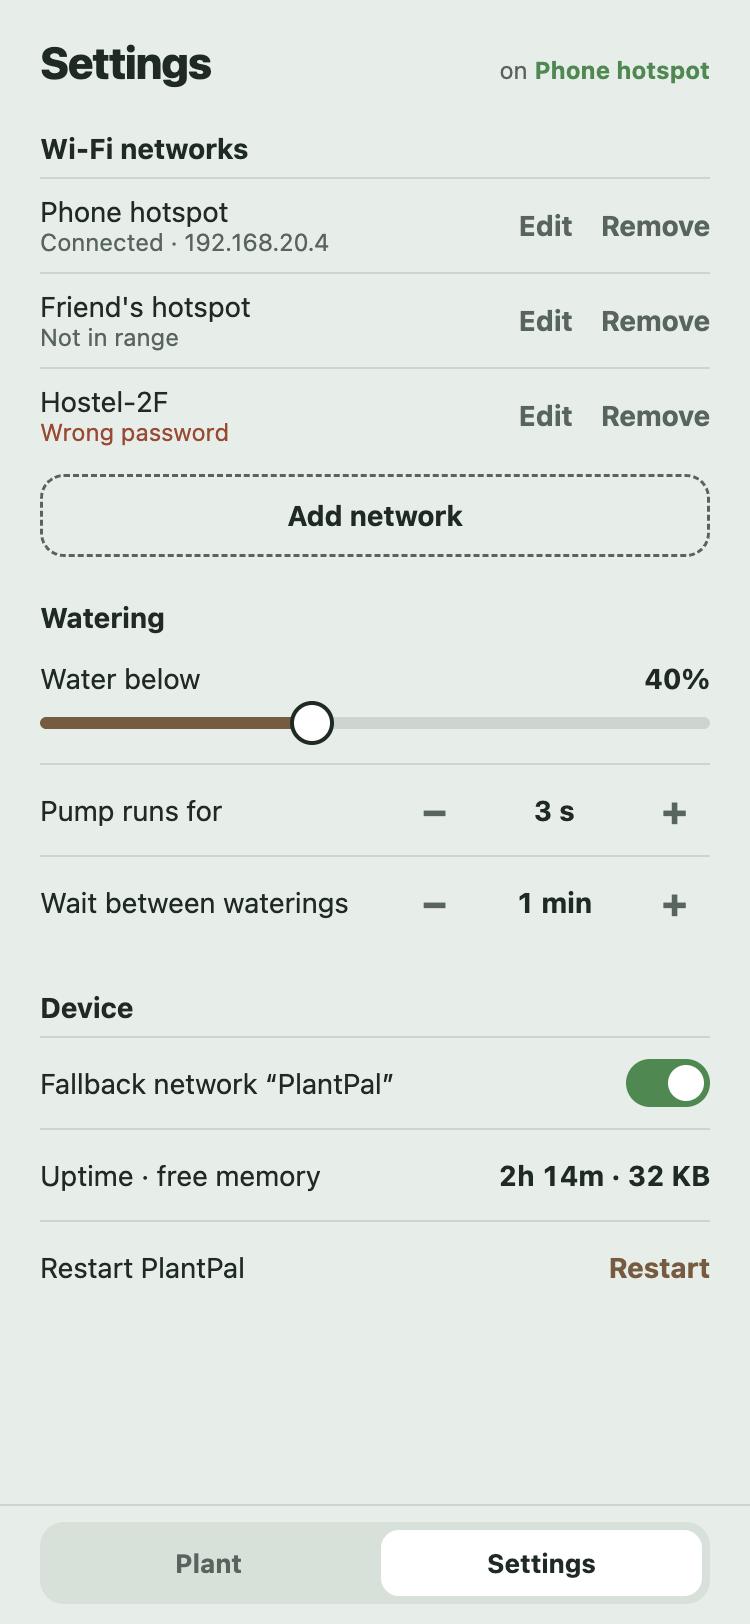 Settings
on Phone hotspot
Wi-Fi networks
Phone hotspot
Connected · 192.168.20.4
Edit Remove
Friend's hotspot
Not in range
Edit Remove
Hostel-2F
Wrong password
Edit Remove
Add network
Watering
Water below 40%
Pump runs for − 3 s +
Wait between waterings − 1 min +
Device
Fallback network “PlantPal”
Uptime · free memory 2h 14m · 32 KB
Restart PlantPal Restart
Plant Settings